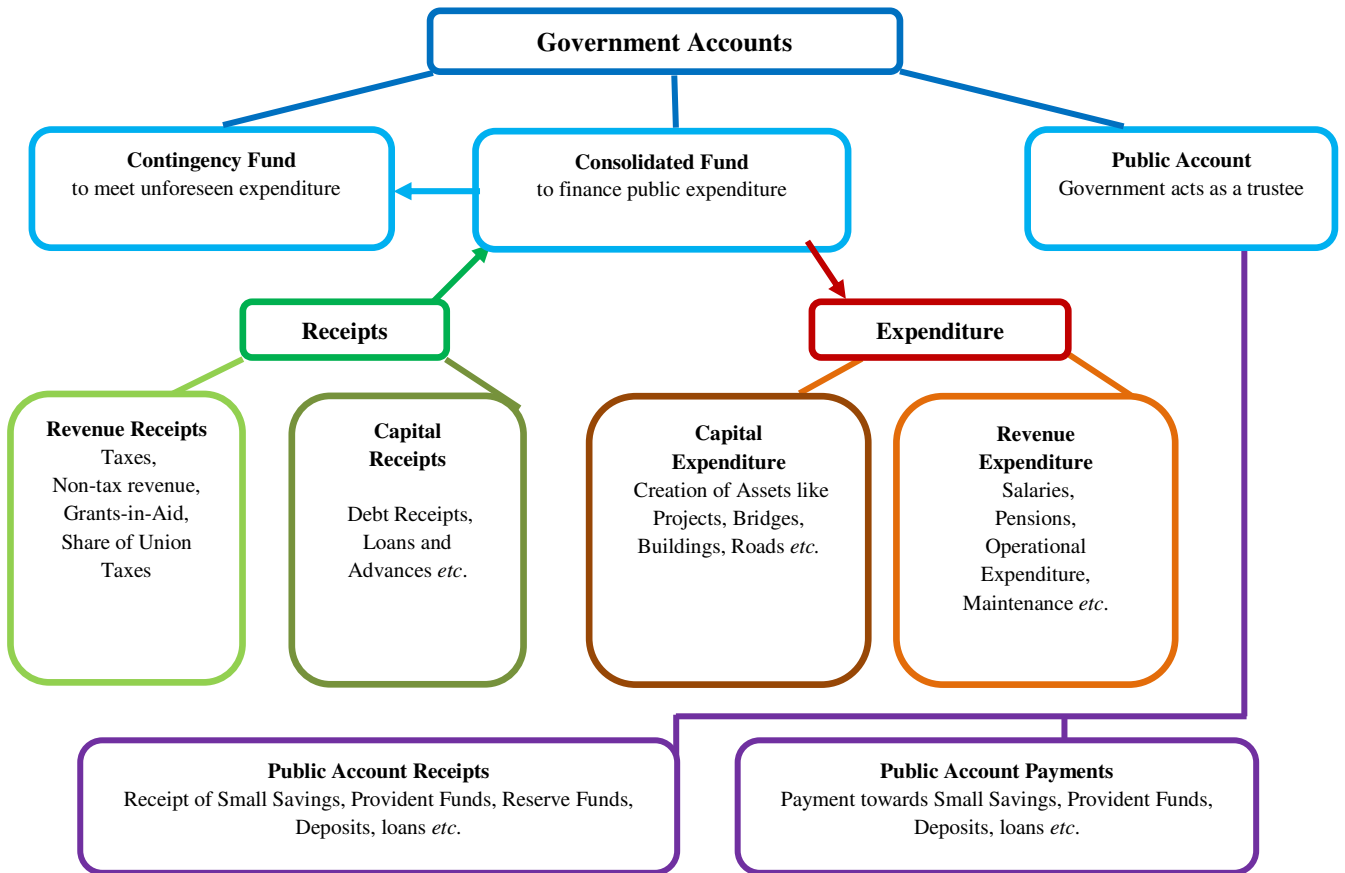 Government Accounts
Contingency Fund
to meet unforeseen expenditure
Consolidated Fund
to finance public expenditure
Public Account
Government acts as a trustee
Receipts
Expenditure
Revenue Receipts
Taxes,
Non-tax revenue,
Grants-in-Aid,
Share of Union
Taxes
Capital
Receipts
Debt Receipts,
Loans and
Advances etc.
Capital
Expenditure
Creation of Assets like
Projects, Bridges,
Buildings, Roads etc.
Revenue
Expenditure
Salaries,
Pensions,
Operational
Expenditure,
Maintenance etc.
Public Account Receipts
Receipt of Small Savings, Provident Funds, Reserve Funds,
Deposits, loans etc.
Public Account Payments
Payment towards Small Savings, Provident Funds,
Deposits, loans etc.